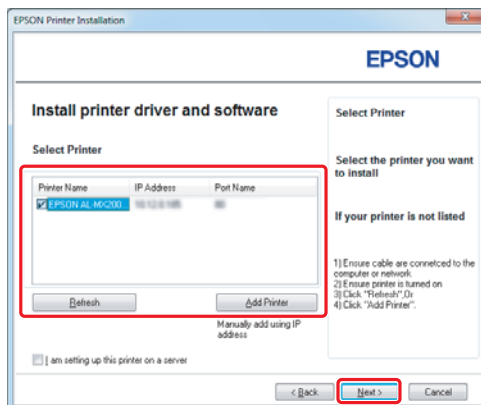 EPSON Printer Installation
EPSON
Install printer driver and software
Select Printer
Printer Name IP Address Port Name
EPSON AL-MX200...
Refresh
Add Printer
Manually add using IP
address
I am setting up this printer on a server
Select Printer
Select the printer you want
to install
If your printer is not listed
1) Ensure cable are connetced to the
computer or network
2) Ensure printer is turned on
3) Click "Refresh",Or
4) Click "Add Printer".
< Back Next > Cancel